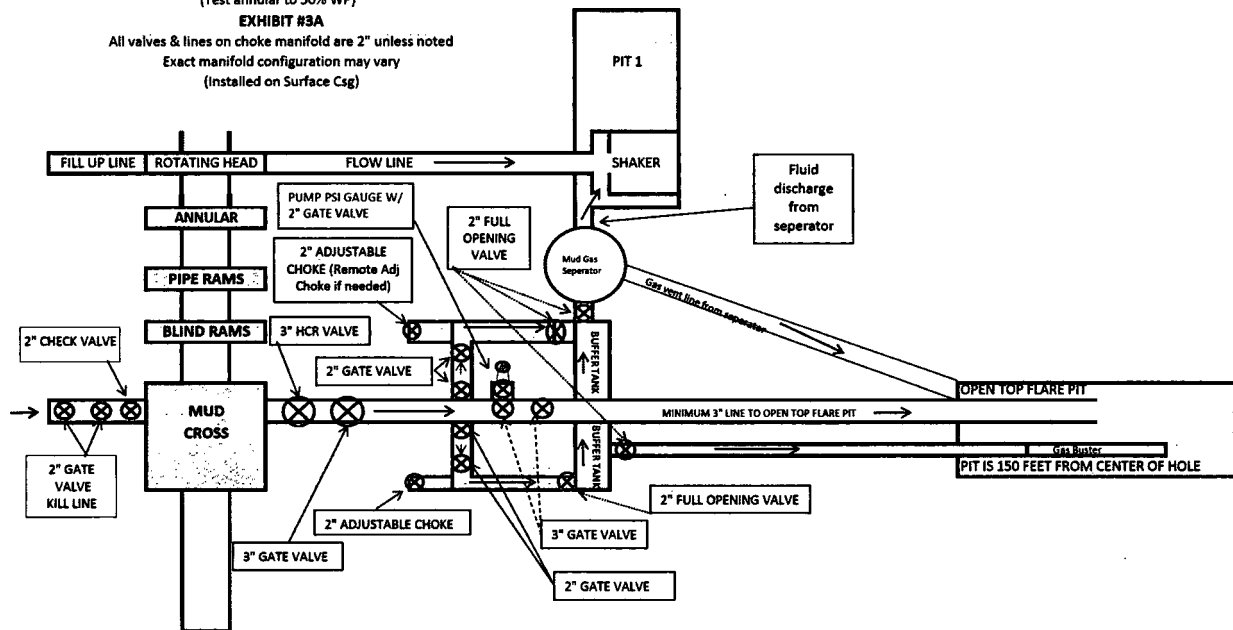 (Test annular to 50% WP)
EXHIBIT #3A
All valves & lines on choke manifold are 2" unless noted
Exact manifold configuration may vary
(Installed on Surface Csg)
PIT 1
FILL UP LINE
ROTATING HEAD
FLOW LINE
SHAKER
Fluid
discharge
from
seperator
PUMP PSI GAUGE W/
2" GATE VALVE
ANNULAR
2" FULL
OPENING
VALVE
2" ADJUSTABLE
CHOKE (Remote Adj
Choke if needed)
Mud Gas
Seperator
PIPE RAMS
Gas vent line from seperator
BLIND RAMS
3" HCR VALVE
2" CHECK VALVE
2" GATE VALVE
BUFFER TANK
OPEN TOP FLARE PIT
MUD
CROSS
MINIMUM 3" LINE TO OPEN TOP FLARE PIT
BUFFER TANK
Gas Buster
PIT IS 150 FEET FROM CENTER OF HOLE
2" GATE
VALVE
KILL LINE
2" FULL OPENING VALVE
2" ADJUSTABLE CHOKE
3" GATE VALVE
3" GATE VALVE
2" GATE VALVE